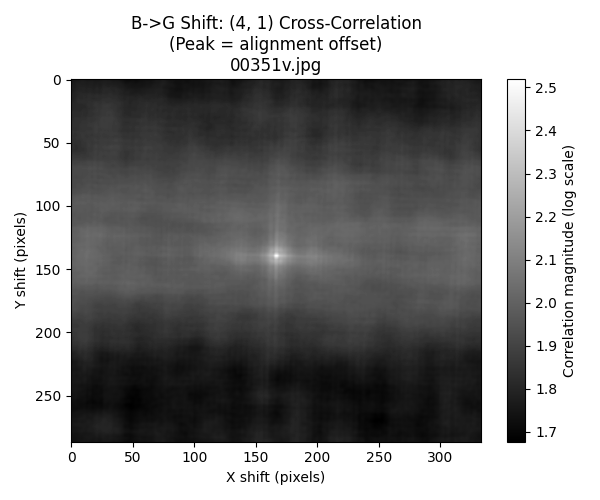 B->G Shift: (4, 1) Cross-Correlation
(Peak = alignment offset)
00351v.jpg
0
50
100
150
200
250
Y shift (pixels)
0 50 100 150 200 250 300
X shift (pixels)
2.5
2.4
2.3
2.2
2.1
2.0
1.9
1.8
1.7
Correlation magnitude (log scale)